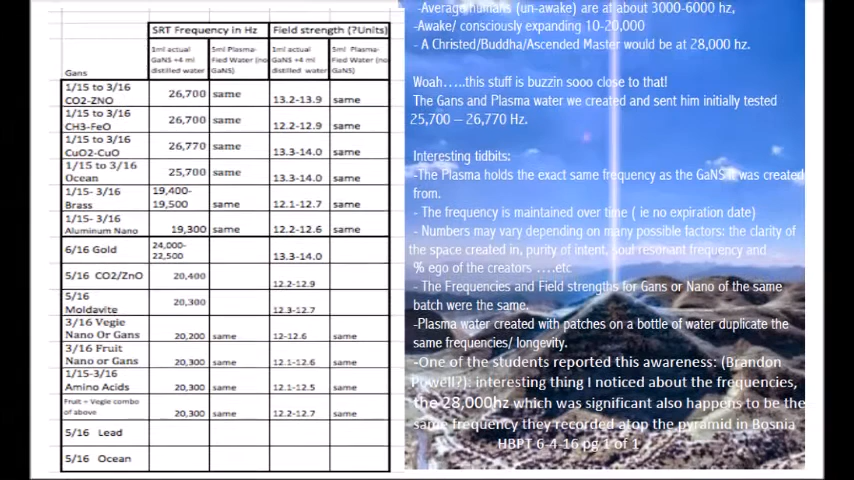 SRT Frequency in Hz Field strength (?Units)
Gans 1ml actual GaNS +4 ml distilled water 5ml Plasma-Fied Water (no GaNS) 1ml actual GaNS +4 ml distilled water 5ml Plasma-Fied Water (no GaNS)
1/15 to 3/16 CO2-ZNO 26,700 same 13.2-13.9 same
1/15 to 3/16 CH3-FeO 26,700 same 12.2-12.9 same
1/15 to 3/16 CuO2-CuO 26,770 same 13.3-14.0 same
1/15 to 3/16 Ocean 25,700 same 13.3-14.0 same
1/15- 3/16 Brass 19,400-19,500 same 12.1-12.7 same
1/15- 3/16 Aluminum Nano 19,300 same 12.2-12.6 same
6/16 Gold 24,000-22,500 13.3-14.0
5/16 CO2/ZnO 20,400 12.2-12.9
5/16 Moldavite 20,300 12.3-12.7
3/16 Vegie Nano Or Gans 20,200 same 12-12.6 same
3/16 Fruit Nano or Gans 20,300 same 12.1-12.6 same
1/15-3/16 Amino Acids 20,300 same 12.1-12.5 same
Fruit + Vegie combo of above 20,300 same 12.2-12.7 same
5/16 Lead
5/16 Ocean
-Average humans (un-awake) are at about 3000-6000 hz,
-Awake/ consciously expanding 10-20,000
- A Christed/Buddha/Ascended Master would be at 28,000 hz.
Woah.....this stuff is buzzin sooo close to that!
The Gans and Plasma water we created and sent him initially tested
25,700 – 26,770 Hz.
Interesting tidbits:
-The Plasma holds the exact same frequency as the GaNS it was created
from.
- The frequency is maintained over time ( ie no expiration date)
- Numbers may vary depending on many possible factors: the clarity of
the space created in, purity of intent, soul resonant frequency and
% ego of the creators ....etc
- The Frequencies and Field strengths for Gans or Nano of the same
batch were the same.
-Plasma water created with patches on a bottle of water duplicate the
same frequencies/ longevity.
-One of the students reported this awareness: (Brandon
Powell?): interesting thing I noticed about the frequencies,
the 28,000hz which was significant also happens to be the
same frequency they recorded atop the pyramid in Bosnia
HBPT 6-4-16 pg 1 of 1